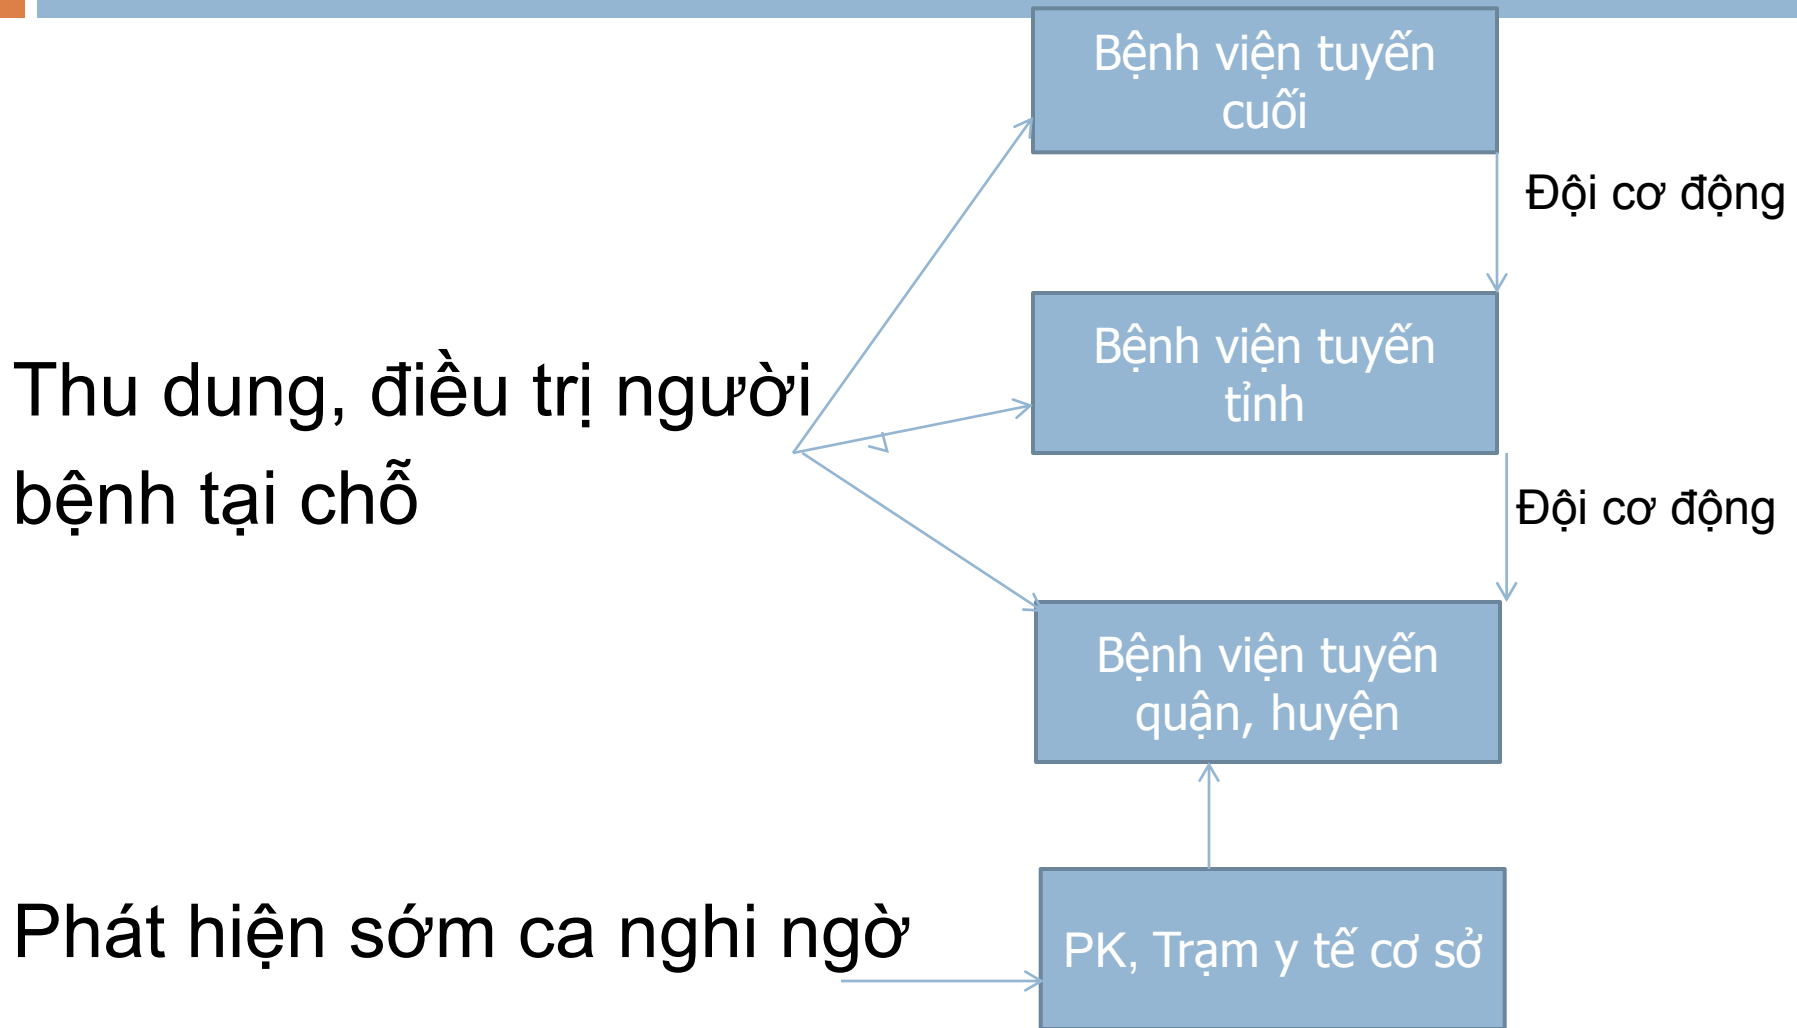 Bệnh viện tuyến
cuối
Đội cơ động
Bệnh viện tuyến
tỉnh
Thu dung, điều trị người
bệnh tại chỗ
Đội cơ động
Bệnh viện tuyến
quận, huyện
Phát hiện sớm ca nghi ngờ
PK, Trạm y tế cơ sở